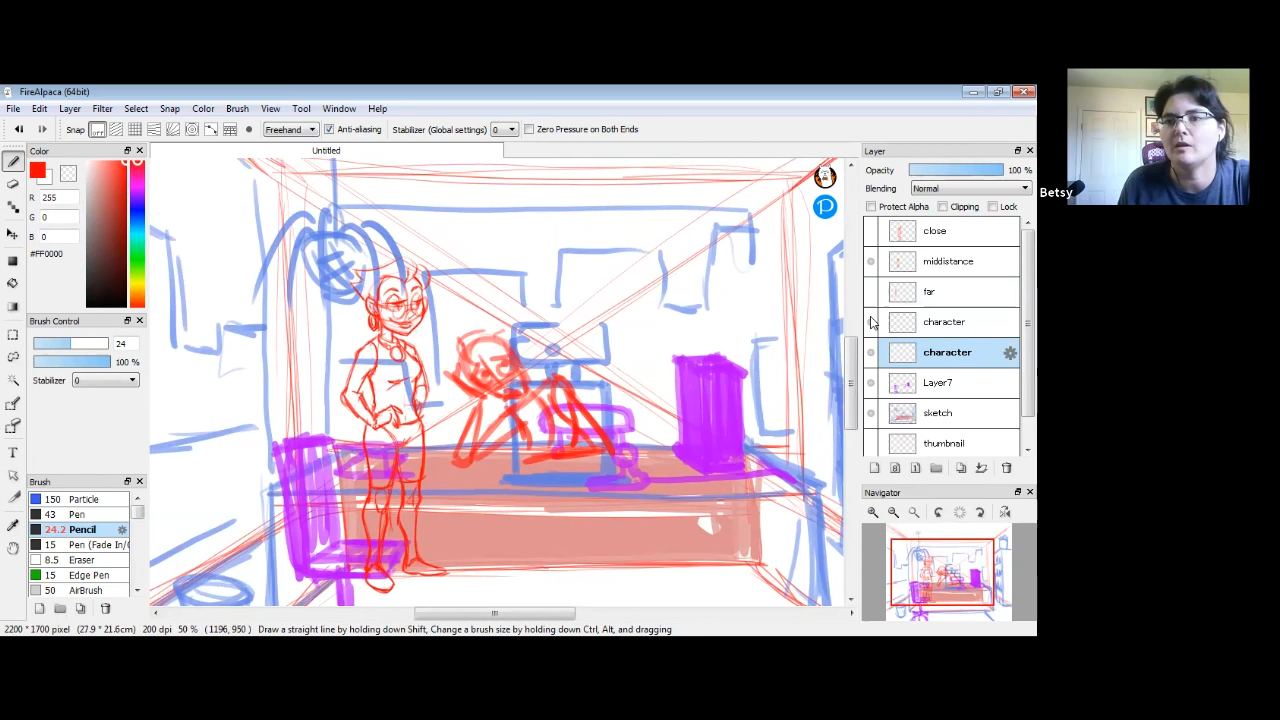 FireAlpaca (64bit)
File Edit Layer Filter Select Snap Color Brush View Tool Window Help
Snap OFF Freehand Anti-aliasing Stabilizer (Global settings) 0 Zero Pressure on Both Ends
Color
R 255
G 0
B 0
#FF0000
Brush Control
24
100 %
Stabilizer 0
Brush
150 Particle
43 Pen
24.2 Pencil
15 Pen (Fade In/
8.5 Eraser
15 Edge Pen
50 AirBrush
Untitled
P
Layer
Opacity 100 %
Blending Normal
Protect Alpha Clipping Lock
close
middistance
far
character
character
Layer7
sketch
thumbnail
Navigator
2200 * 1700 pixel (27.9 * 21.6cm) 200 dpi 50 % (1196, 950) Draw a straight line by holding down Shift, Change a brush size by holding down Ctrl, Alt, and dragging
Betsy